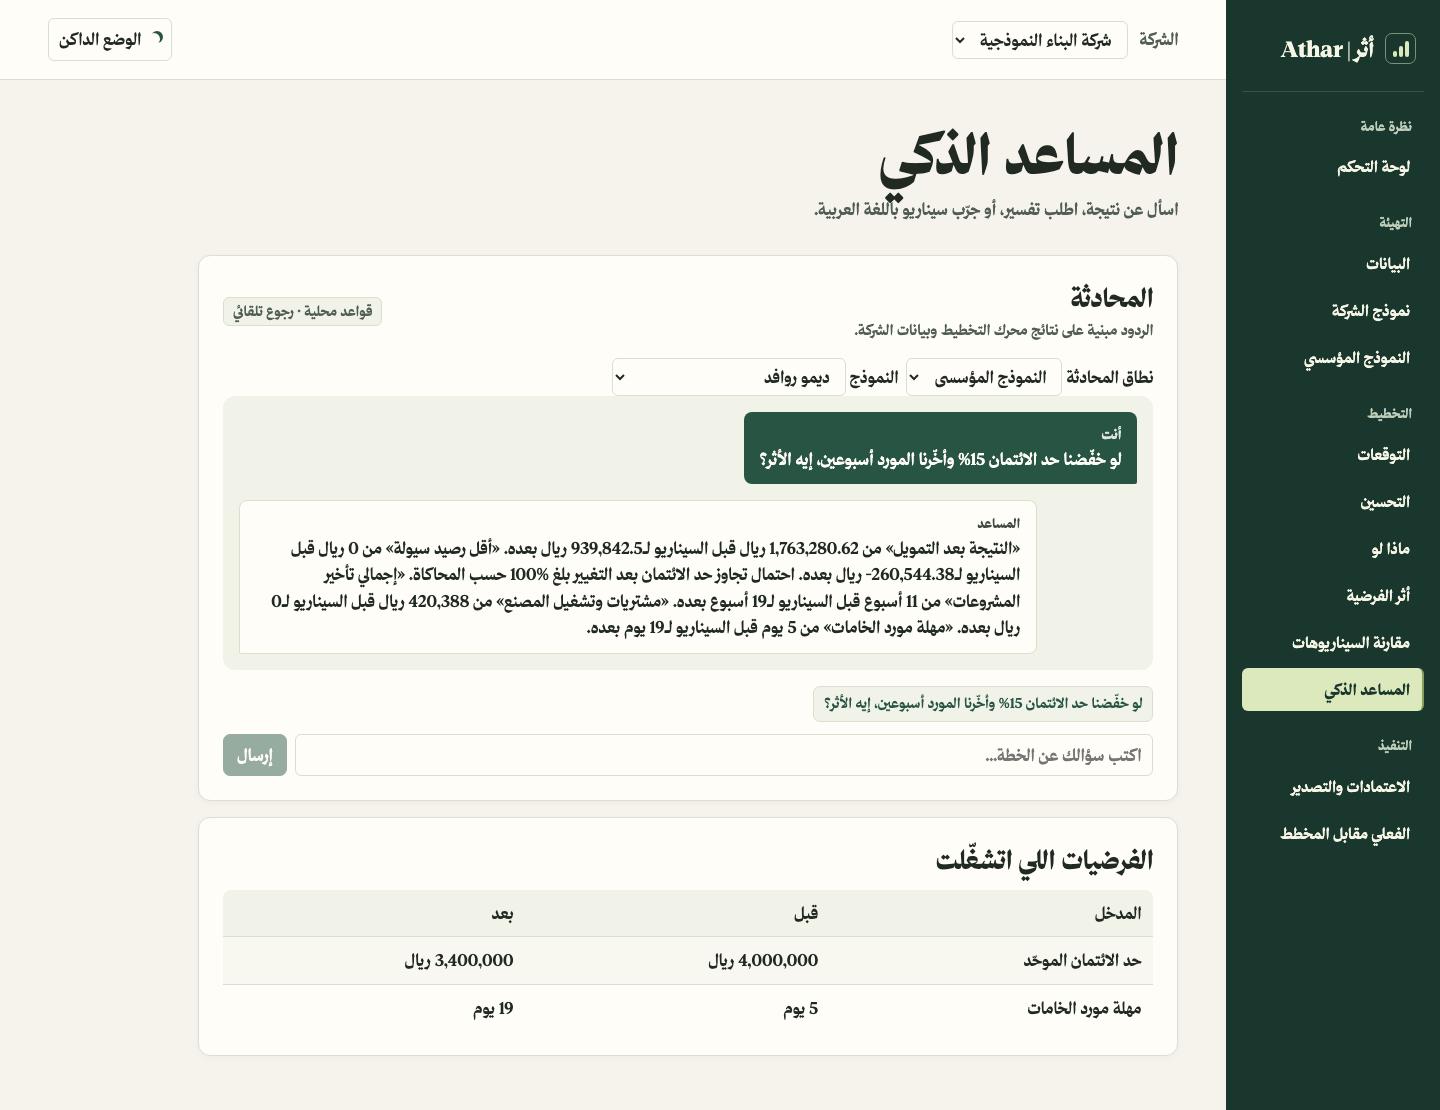 أثر | Athar
نظرة عامة
لوحة التحكم
التهيئة
البيانات
نموذج الشركة
النموذج المؤسسي
التخطيط
التوقعات
التحسين
ماذا لو
أثر الفرضية
مقارنة السيناريوهات
المساعد الذكي
التنفيذ
الاعتمادات والتصدير
الفعلي مقابل المخطط
الشركة شركة البناء النموذجية
الوضع الداكن
المساعد الذكي
اسأل عن نتيجة، اطلب تفسير، أو جرّب سيناريو باللغة العربية.
المحادثة
قواعد محلية · رجوع تلقائي
الردود مبنية على نتائج محرك التخطيط وبيانات الشركة.
نطاق المحادثة النموذج المؤسسي النموذج ديمو روافد
أنت
لو خفّضنا حد الائتمان 15% وأخّرنا المورد أسبوعين، إيه الأثر؟
المساعد
«النتيجة بعد التمويل» من 1,763,280.62 ريال قبل السيناريو لـ939,842.5 ريال بعده. «أقل رصيد سيولة» من 0 ريال قبل
السيناريو لـ260,544.38- ريال بعده. احتمال تجاوز حد الائتمان بعد التغيير بلغ 100% حسب المحاكاة. «إجمالي تأخير
المشروعات» من 11 أسبوع قبل السيناريو لـ19 أسبوع بعده. «مشتريات وتشغيل المصنع» من 420,388 ريال قبل السيناريو لـ0
ريال بعده. «مهلة مورد الخامات» من 5 يوم قبل السيناريو لـ19 يوم بعده.
لو خفّضنا حد الائتمان 15% وأخّرنا المورد أسبوعين، إيه الأثر؟
اكتب سؤالك عن الخطة...
إرسال
الفرضيات اللي اتشغّلت
المدخل قبل بعد
حد الائتمان الموحّد 4,000,000 ريال 3,400,000 ريال
مهلة مورد الخامات 5 يوم 19 يوم